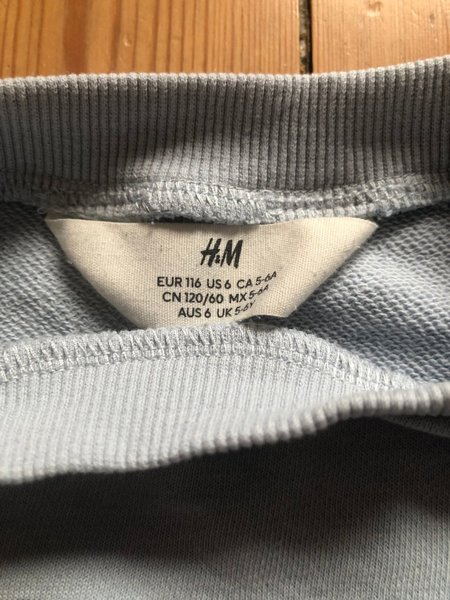 H&M
EUR 116 US 6 CA 5-6A
CN 120/60 MX 5-6A
AUS 6 UK 5-6Y